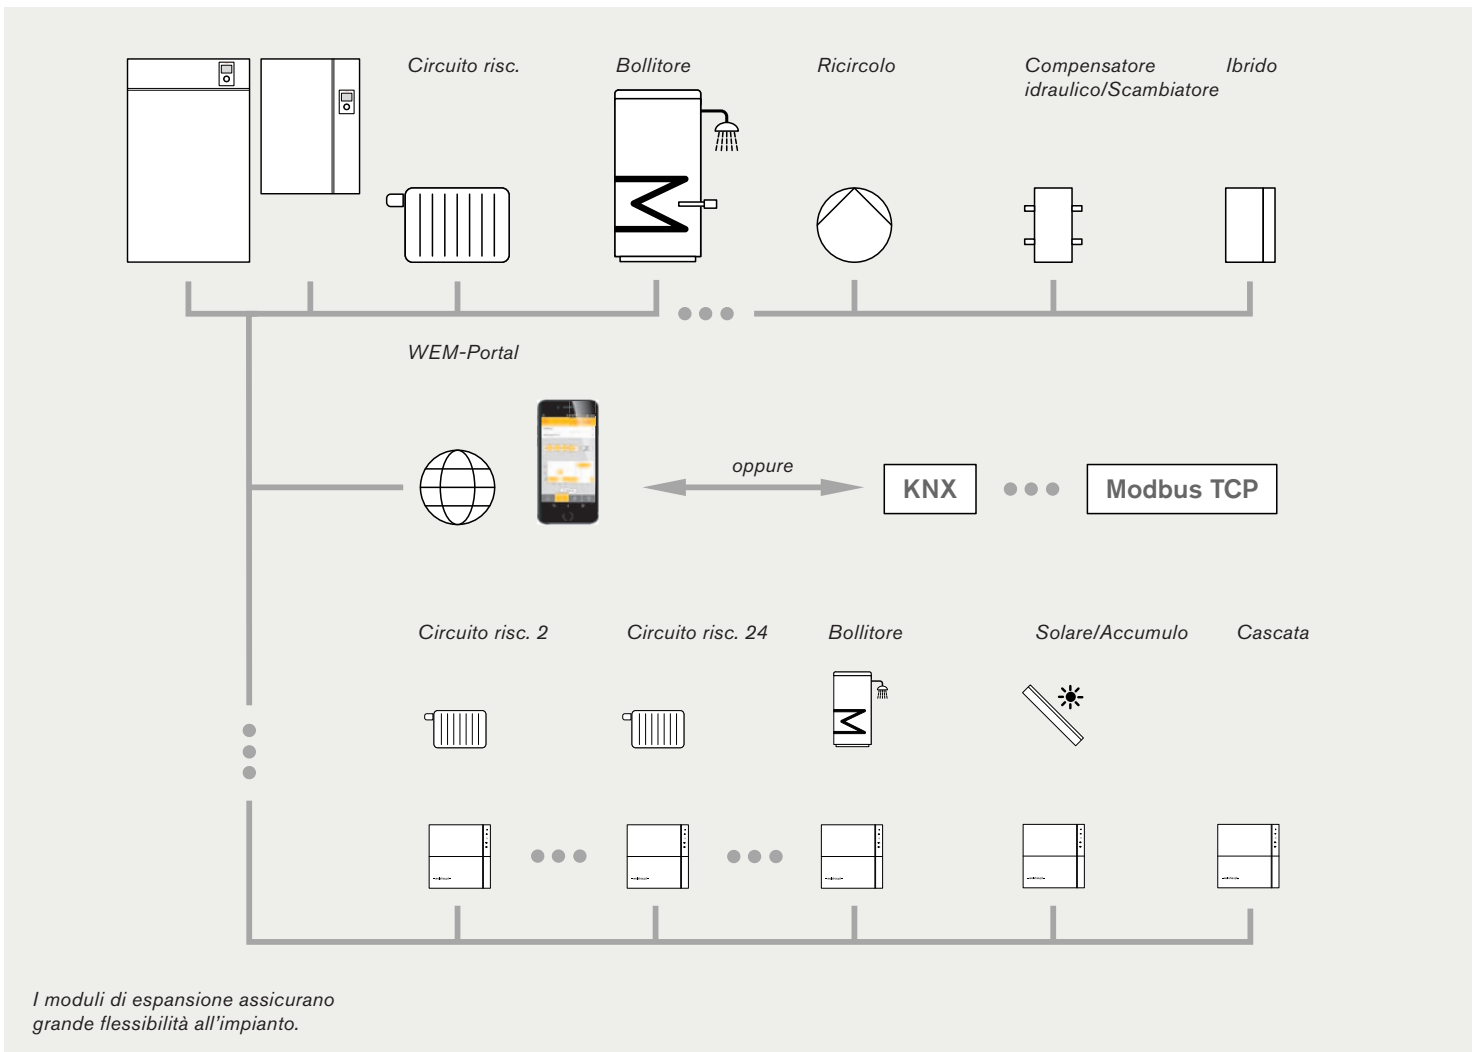 Circuito risc.
Bollitore
Ricircolo
Compensatore
idraulico/Scambiatore
Ibrido
WEM-Portal
oppure
KNX
Modbus TCP
Circuito risc. 2
Circuito risc. 24
Bollitore
Solare/Accumulo
Cascata
I moduli di espansione assicurano
grande flessibilità all'impianto.